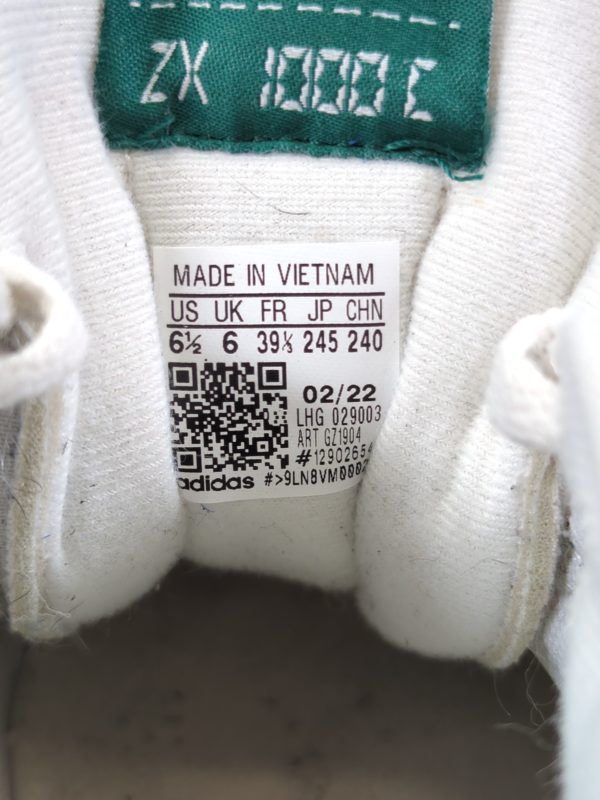 ZX 1000 C
MADE IN VIETNAM
US UK FR JP CHN
6½ 6 39⅓ 245 240
02/22
LHG 029003
ART GZ1904
adidas